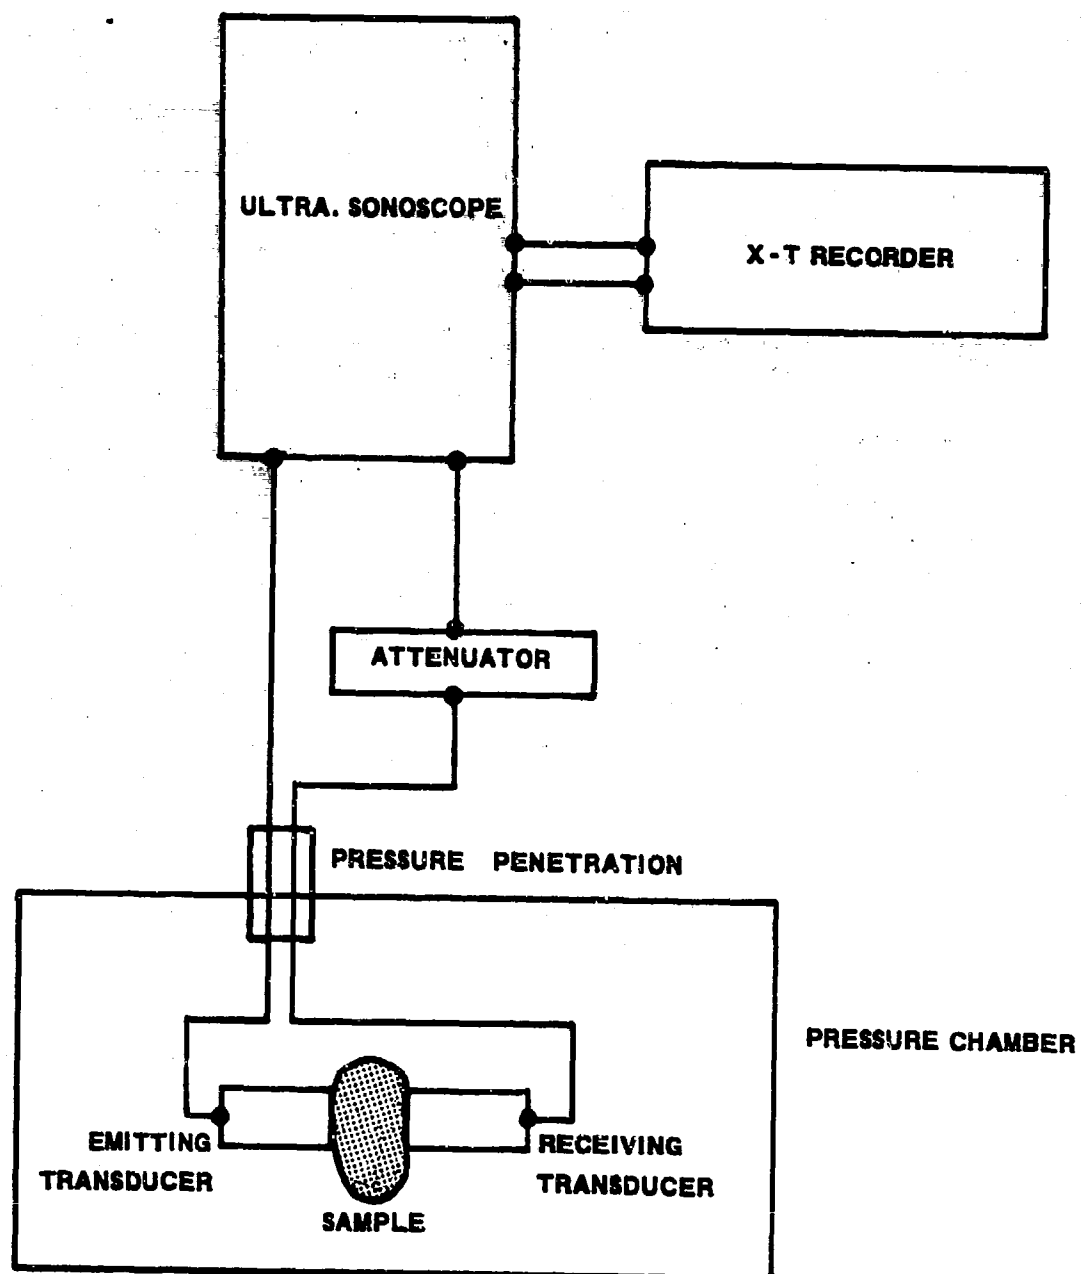 ULTRA. SONOSCOPE
X-T RECORDER
ATTENUATOR
PRESSURE PENETRATION
PRESSURE CHAMBER
EMITTING
TRANSDUCER
RECEIVING
TRANSDUCER
SAMPLE